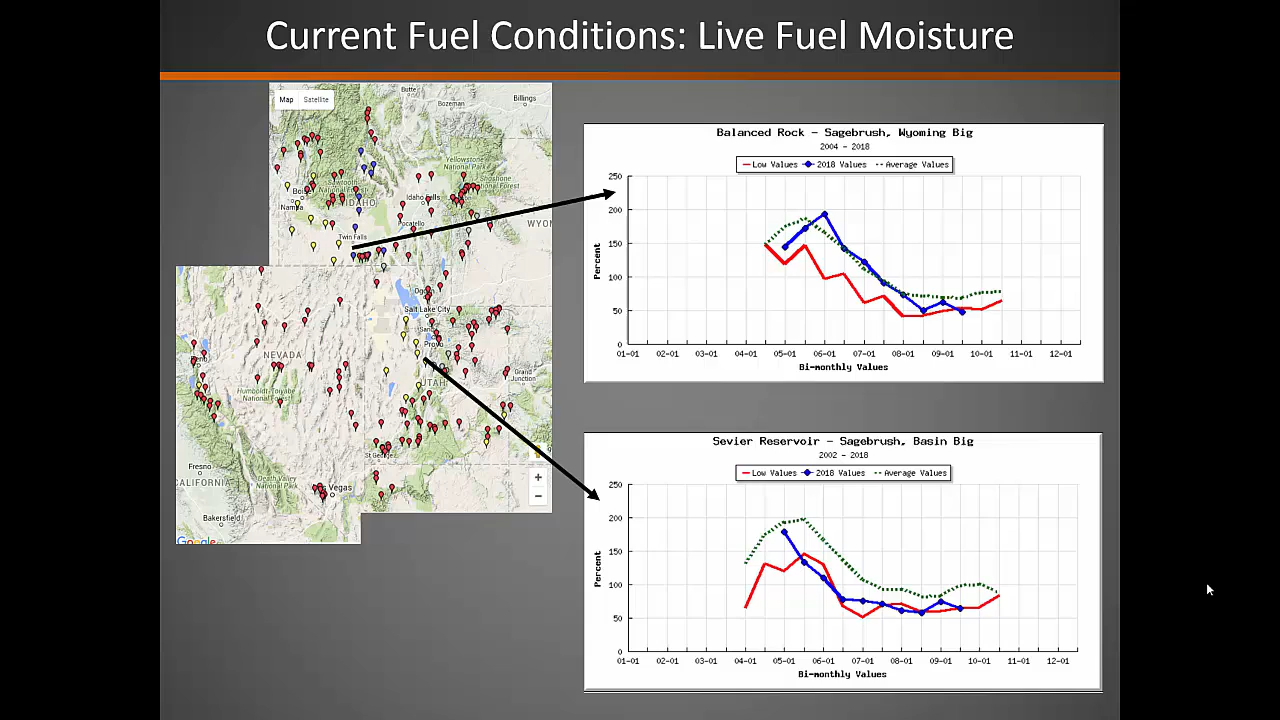 Current Fuel Conditions: Live Fuel Moisture
Map Satellite
Butte
Bozeman
Billings
Yellowstone
National Park
Shoshone
National Forest
Sawtooth
National Forest
Nampa
IDAHO
Idaho Falls
Pocatello
WYOM
Twin Falls
Salt Lake City
Provo
NEVADA
UTAH
Humboldt-Toiyabe
National Forest
Grand
Junction
St George
Fresno
CALIFORNIA
Death Valley
National Park
Vegas
Bakersfield
Google
+
−
Balanced Rock - Sagebrush, Wyoming Big
2004 - 2018
Low Values 2018 Values Average Values
250
200
150
100
50
0
Percent
01-01 02-01 03-01 04-01 05-01 06-01 07-01 08-01 09-01 10-01 11-01 12-01
Bi-monthly Values
Sevier Reservoir - Sagebrush, Basin Big
2002 - 2018
Low Values 2018 Values Average Values
250
200
150
100
50
0
Percent
01-01 02-01 03-01 04-01 05-01 06-01 07-01 08-01 09-01 10-01 11-01 12-01
Bi-monthly Values